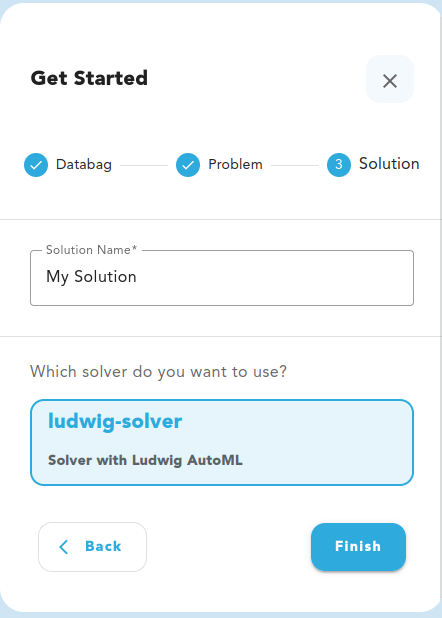 Get Started
Databag Problem 3 Solution
Solution Name*
My Solution
Which solver do you want to use?
ludwig-solver
Solver with Ludwig AutoML
Back Finish